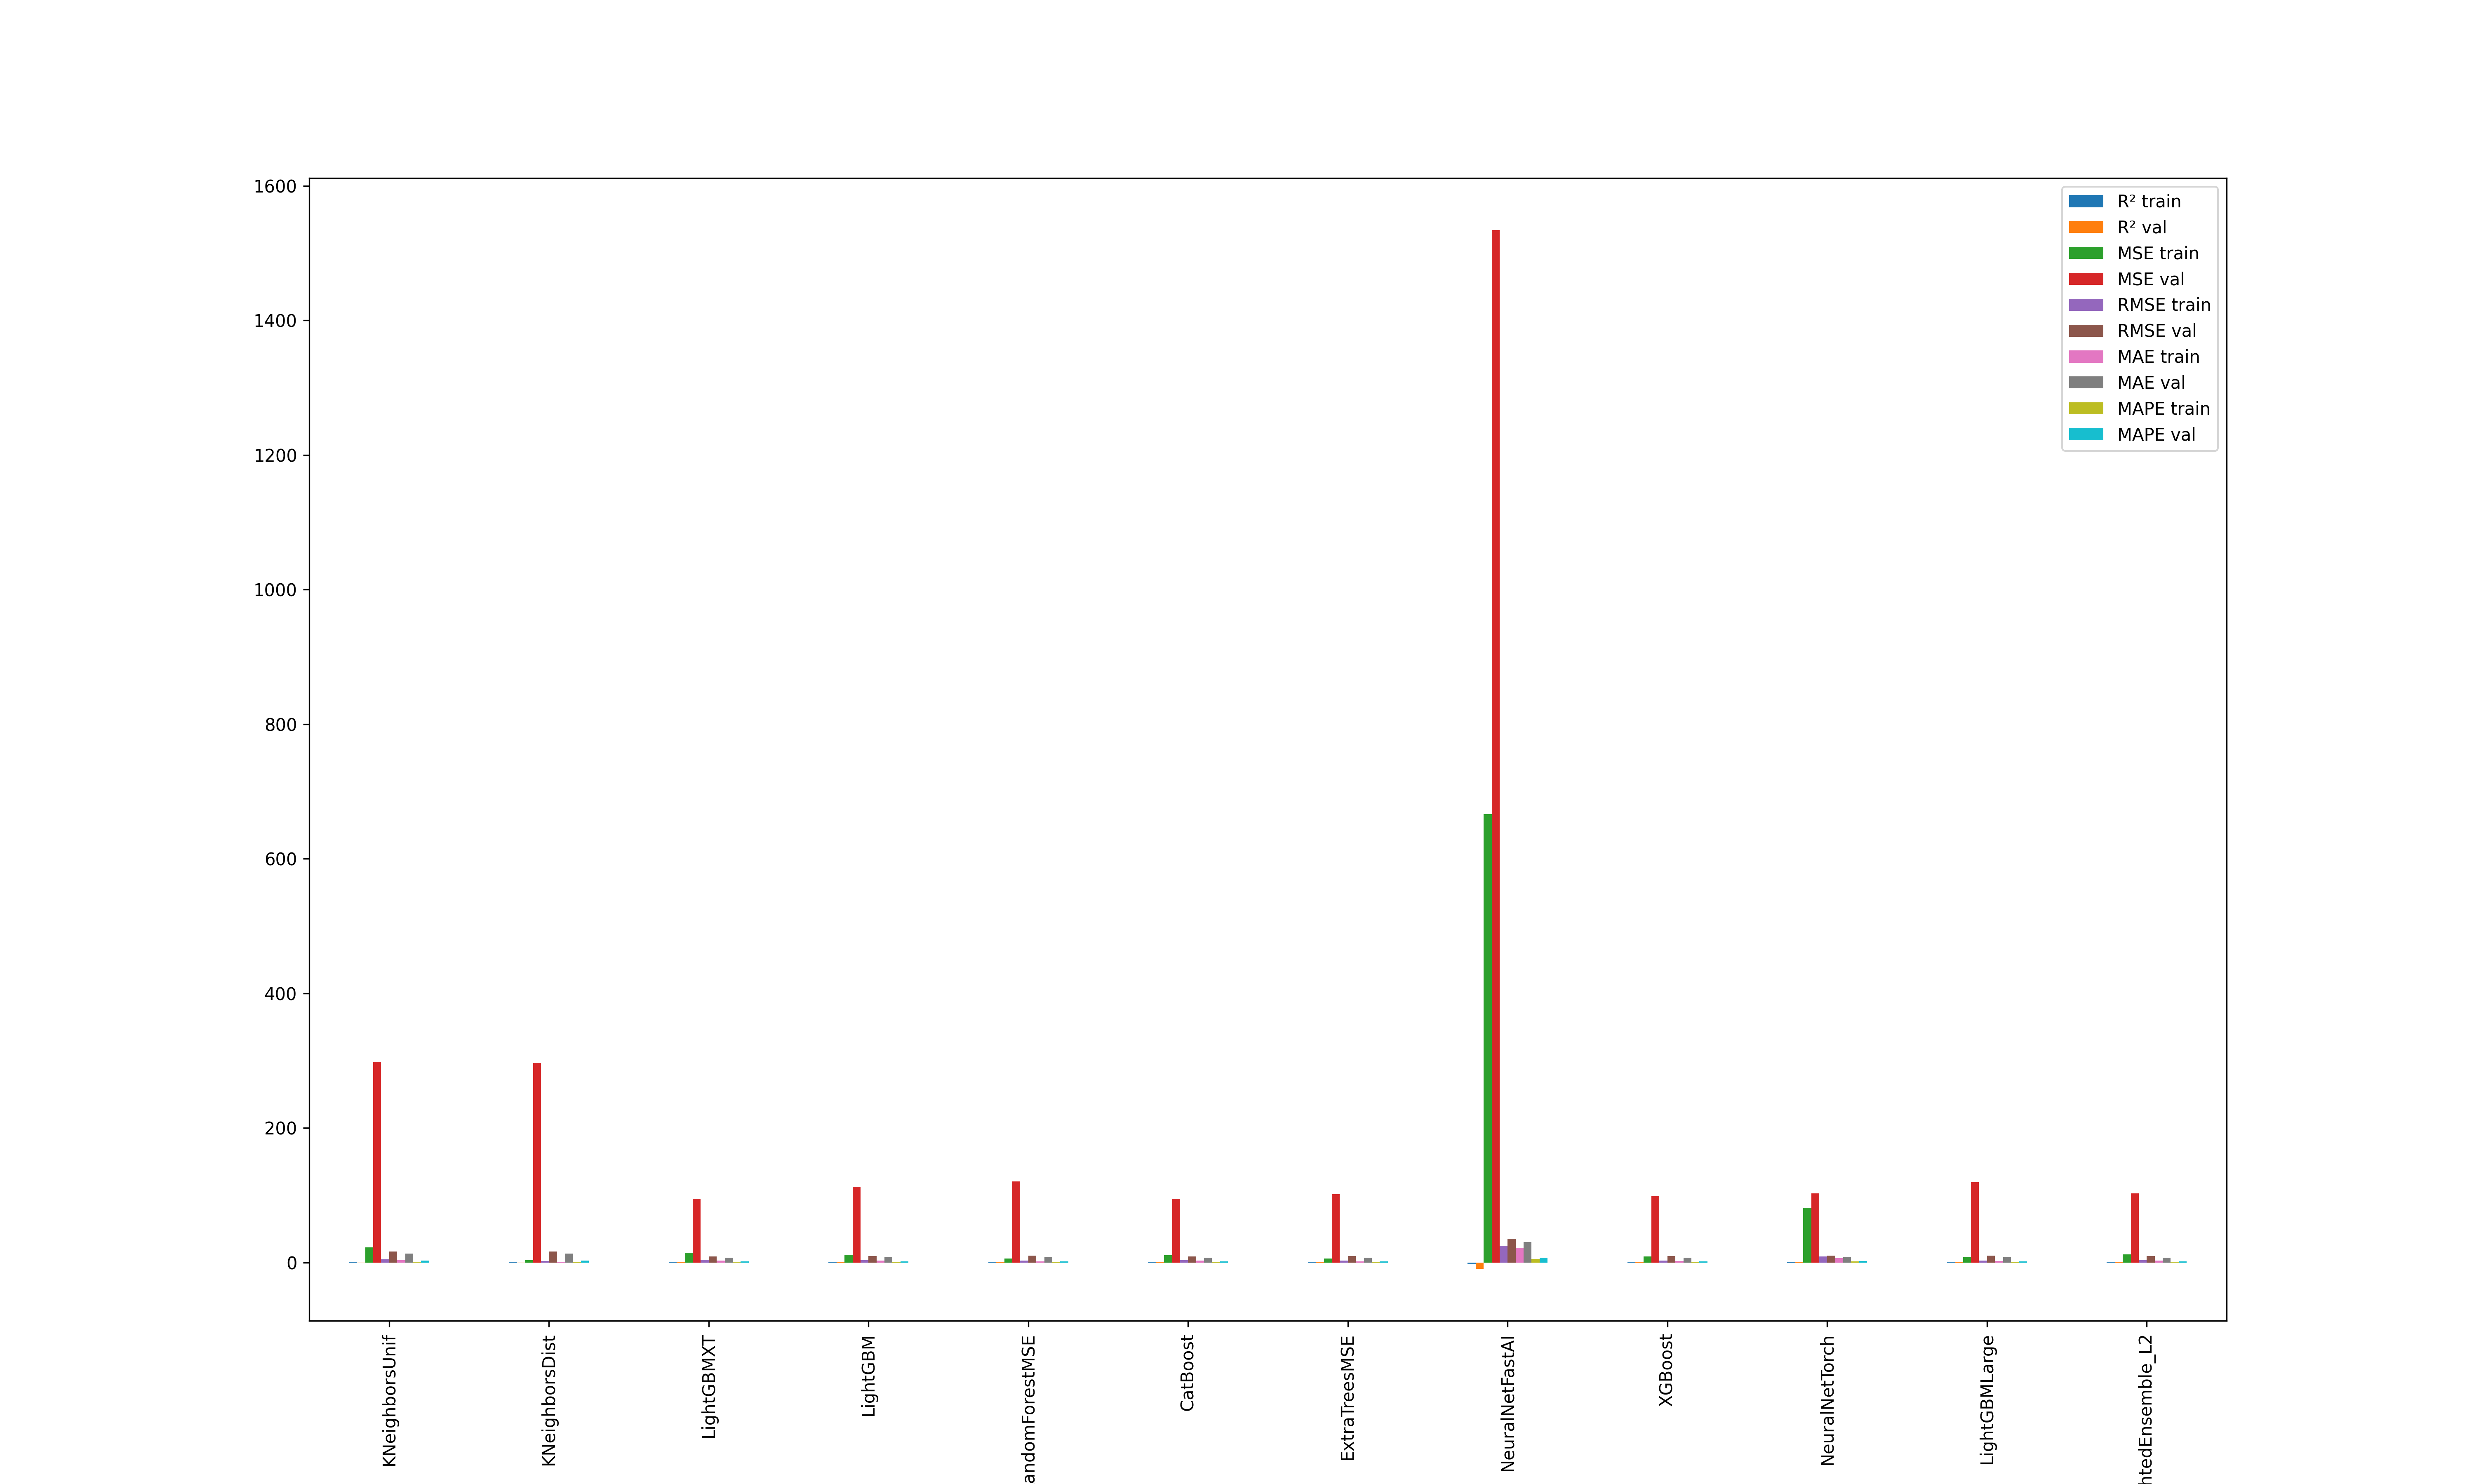 1600
1400
1200
1000
800
600
400
200
0
R² train
R² val
MSE train
MSE val
RMSE train
RMSE val
MAE train
MAE val
MAPE train
MAPE val
KNeighborsUnif
KNeighborsDist
LightGBMXT
LightGBM
andomForestMSE
CatBoost
ExtraTreesMSE
NeuralNetFastAI
XGBoost
NeuralNetTorch
LightGBMLarge
htedEnsemble_L2